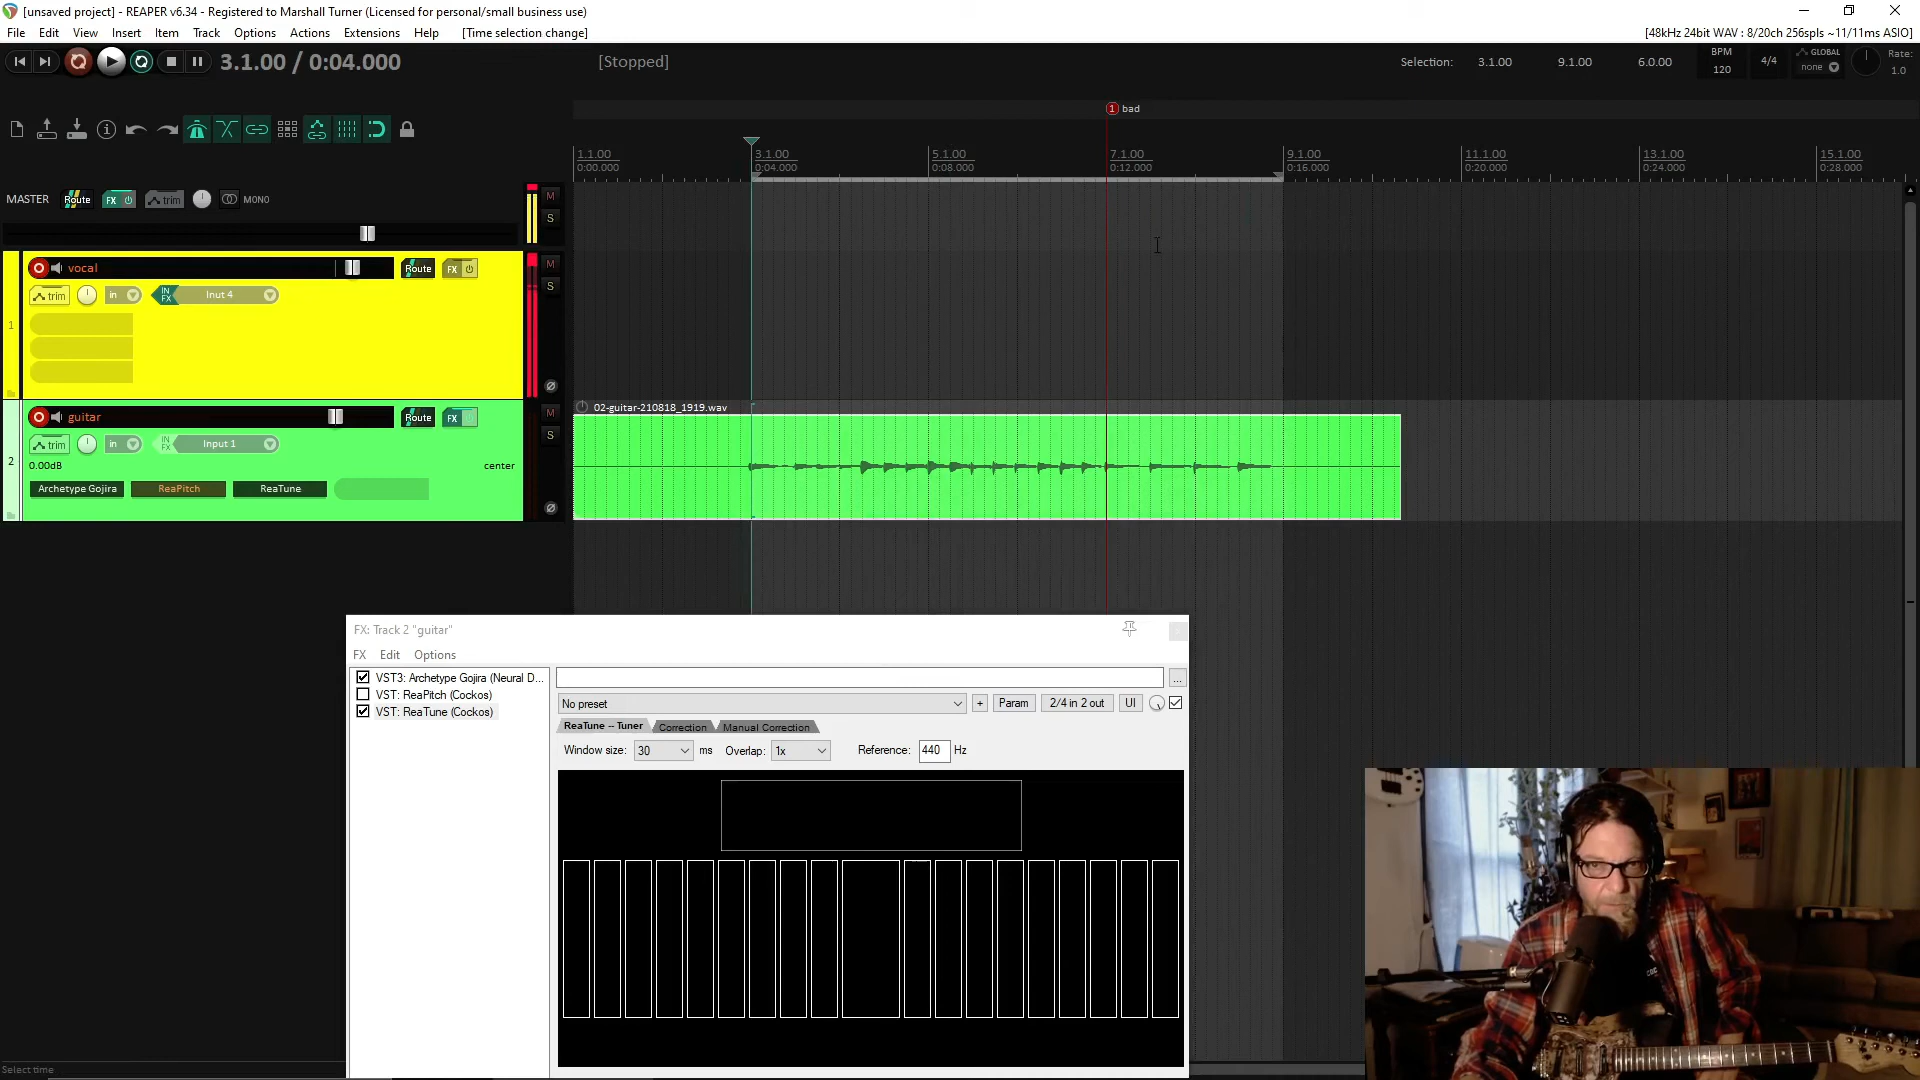 [unsaved project] - REAPER v6.34 - Registered to Marshall Turner (Licensed for personal/small business use)
File Edit View Insert Item Track Options Actions Extensions Help [Time selection change]
[48kHz 24bit WAV : 8/20ch 256spls ~11/11ms ASIO]
3.1.00 / 0:04.000
[Stopped]
Selection: 3.1.00 9.1.00 6.0.00
BPM
120
4/4
GLOBAL
none
Rate:
1.0
1 bad
1.1.00 3.1.00 5.1.00 7.1.00 9.1.00 11.1.00 13.1.00 15.1.00
0:00.000 0:04.000 0:08.000 0:12.000 0:16.000 0:20.000 0:24.000 0:28.000
MASTER Route FX trim MONO
M
S
vocal Route FX
M
S
trim in IN FX Inut 4
1
guitar Route FX
M
S
trim in IN FX Input 1
0.00dB center
2
Archetype Gojira ReaPitch ReaTune
02-guitar-210818_1919.wav
FX: Track 2 "guitar"
FX Edit Options
VST3: Archetype Gojira (Neural D...
VST: ReaPitch (Cockos)
VST: ReaTune (Cockos)
...
No preset + Param 2/4 in 2 out UI
ReaTune -- Tuner Correction Manual Correction
Window size: 30 ms Overlap: 1x Reference: 440 Hz
Select time